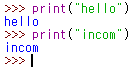 >>> print("hello")
hello
>>> print("incom")
incom
>>>